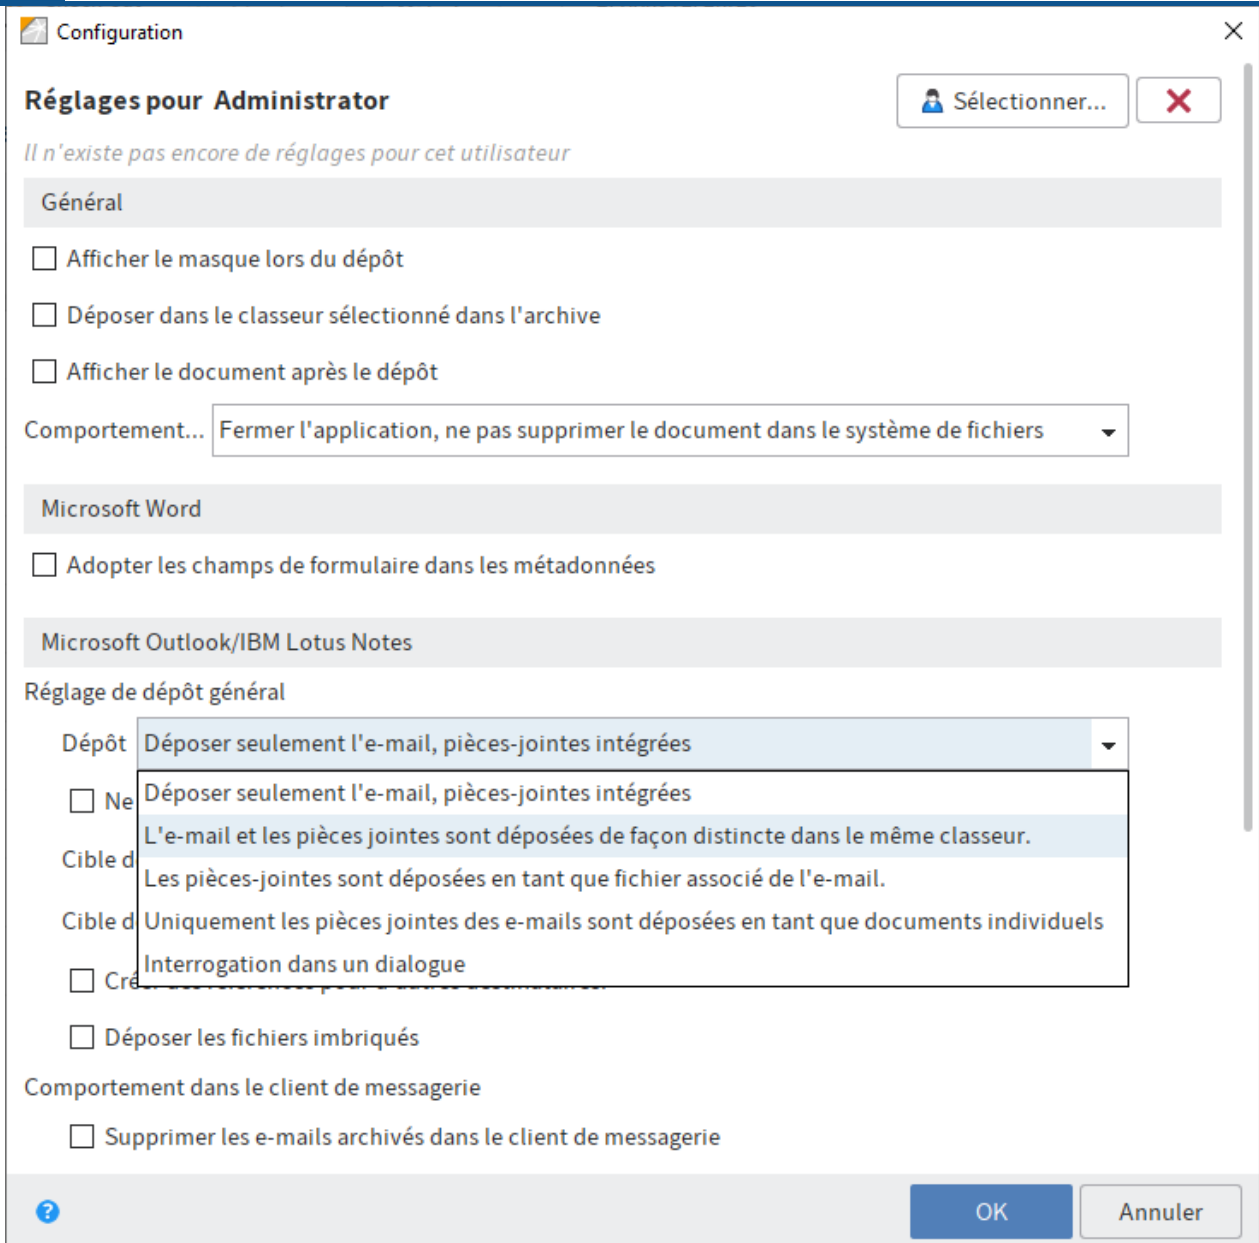 Configuration
Réglages pour Administrator
Sélectionner...
Il n'existe pas encore de réglages pour cet utilisateur
Général
Afficher le masque lors du dépôt
Déposer dans le classeur sélectionné dans l'archive
Afficher le document après le dépôt
Comportement... Fermer l'application, ne pas supprimer le document dans le système de fichiers
Microsoft Word
Adopter les champs de formulaire dans les métadonnées
Microsoft Outlook/IBM Lotus Notes
Réglage de dépôt général
Dépôt Déposer seulement l'e-mail, pièces-jointes intégrées
Déposer seulement l'e-mail, pièces-jointes intégrées
Ne
L'e-mail et les pièces jointes sont déposées de façon distincte dans le même classeur.
Cible d
Les pièces-jointes sont déposées en tant que fichier associé de l'e-mail.
Cible d
Uniquement les pièces jointes des e-mails sont déposées en tant que documents individuels
Interrogation dans un dialogue
Déposer les fichiers imbriqués
Comportement dans le client de messagerie
Supprimer les e-mails archivés dans le client de messagerie
OK
Annuler